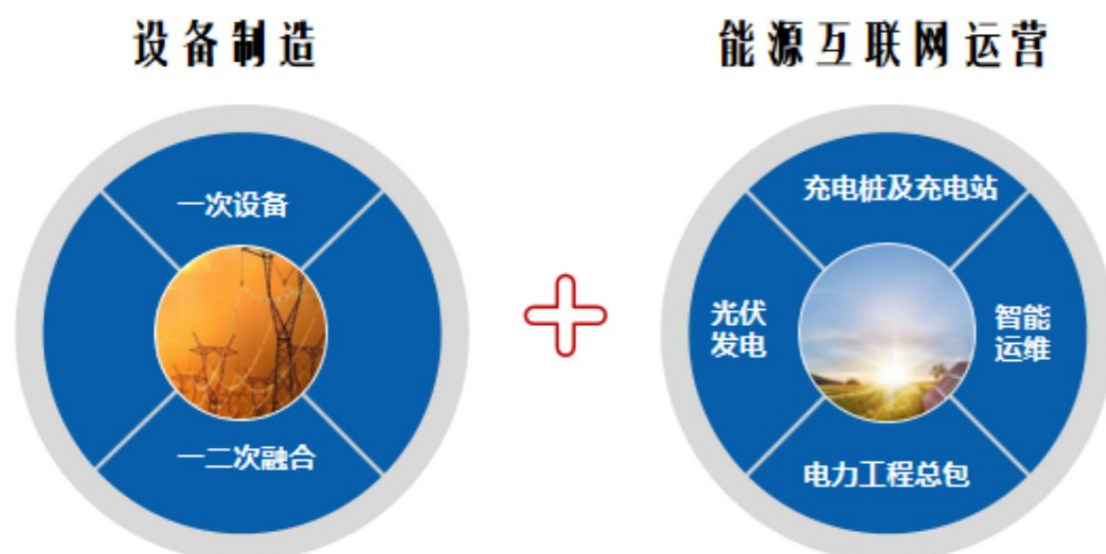 设备制造
能源互联网运营
一次设备
一二次融合
充电桩及充电站
光伏
发电
智能
运维
电力工程总包